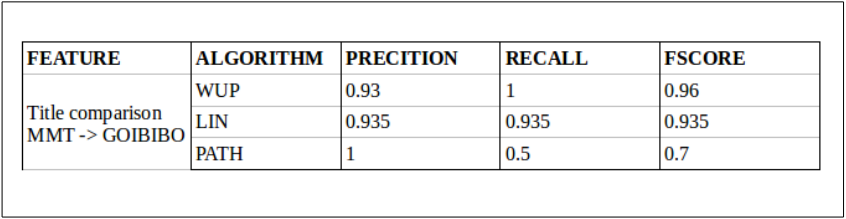 FEATURE ALGORITHM PRECITION RECALL FSCORE
WUP 0.93 1 0.96
Title comparison
MMT -> GOIBIBO
LIN 0.935 0.935 0.935
PATH 1 0.5 0.7